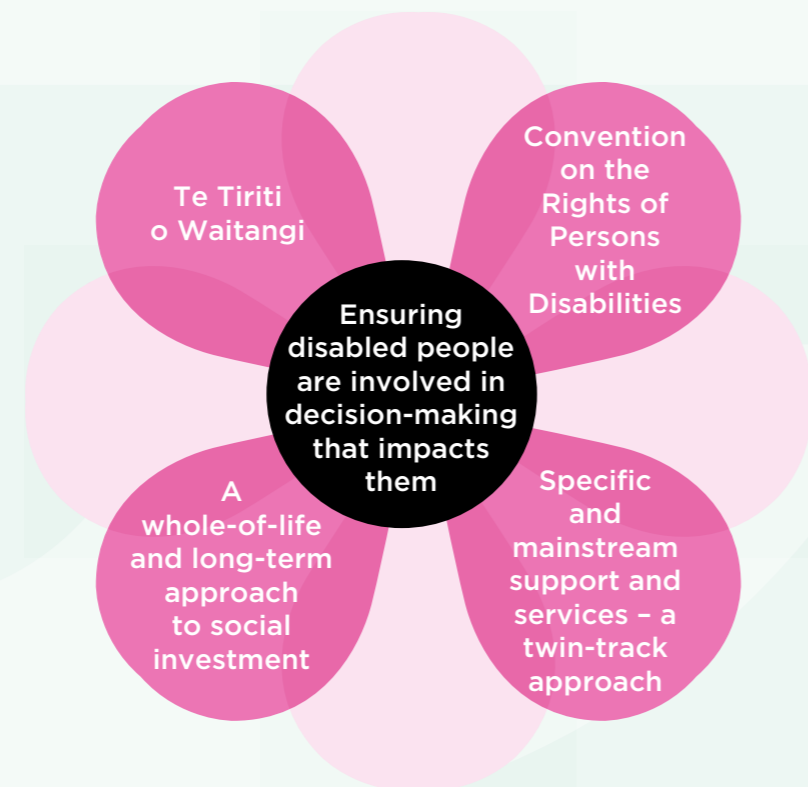 Te Tiriti
o Waitangi
Convention
on the
Rights of
Persons
with
Disabilities
Ensuring
disabled people
are involved in
decision-making
that impacts
them
A
whole-of-life
and long-term
approach
to social
investment
Specific
and
mainstream
support and
services – a
twin-track
approach